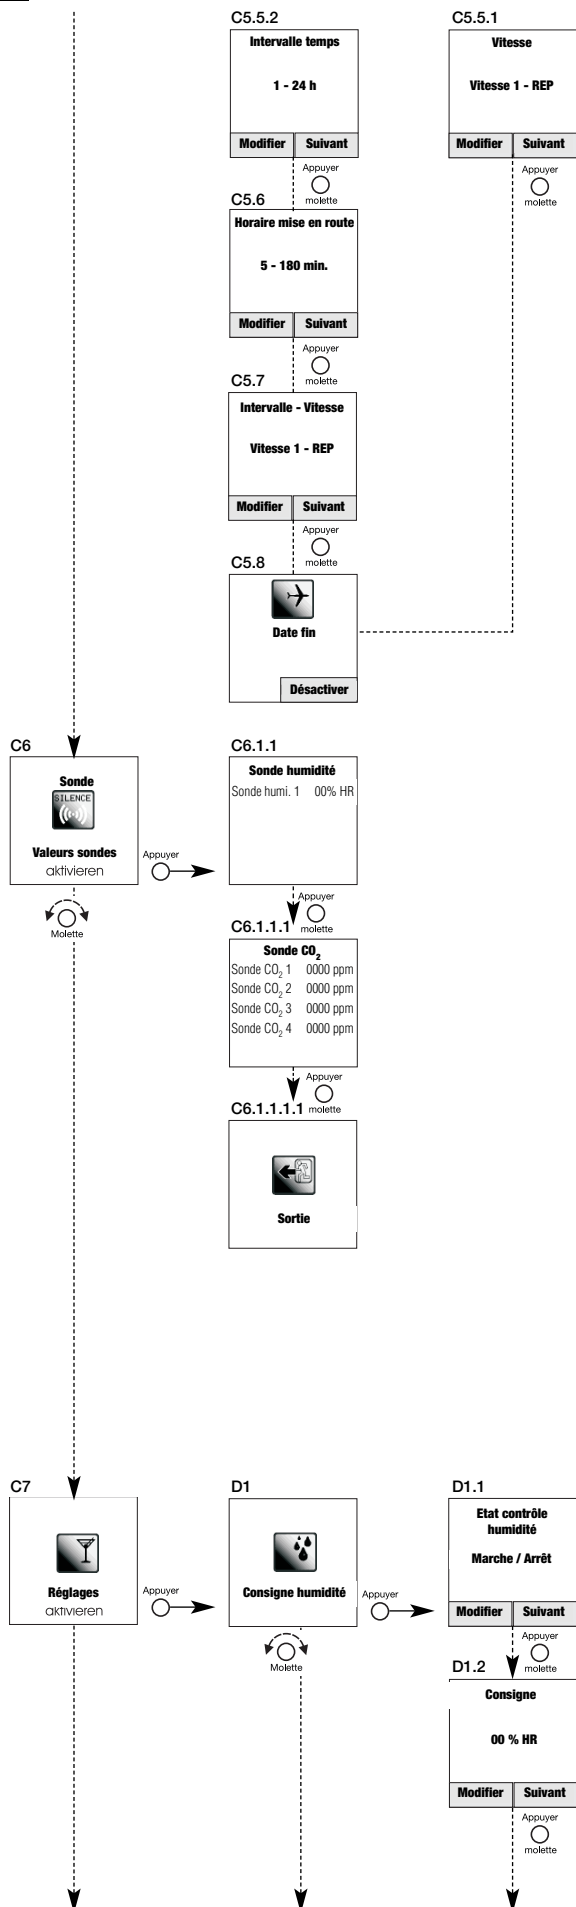 C5.5.2
Intervalle temps
1 - 24 h
Modifier Suivant
Appuyer
molette
C5.5.1
Vitesse
Vitesse 1 - REP
Modifier Suivant
Appuyer
molette
C5.6
Horaire mise en route
5 - 180 min.
Modifier Suivant
Appuyer
molette
C5.7
Intervalle - Vitesse
Vitesse 1 - REP
Modifier Suivant
Appuyer
molette
C5.8
Date fin
Désactiver
C6
Sonde
SILENCE
Valeurs sondes
aktivieren
Appuyer
Molette
C6.1.1
Sonde humidité
Sonde humi. 1 00% HR
Appuyer
molette
C6.1.1.1
Sonde CO2
Sonde CO2 1 0000 ppm
Sonde CO2 2 0000 ppm
Sonde CO2 3 0000 ppm
Sonde CO2 4 0000 ppm
Appuyer
molette
C6.1.1.1.1
Sortie
C7
Réglages
aktivieren
Appuyer
D1
Consigne humidité
Appuyer
Molette
D1.1
Etat contrôle
humidité
Marche / Arrêt
Modifier Suivant
Appuyer
molette
D1.2
Consigne
00 % HR
Modifier Suivant
Appuyer
molette